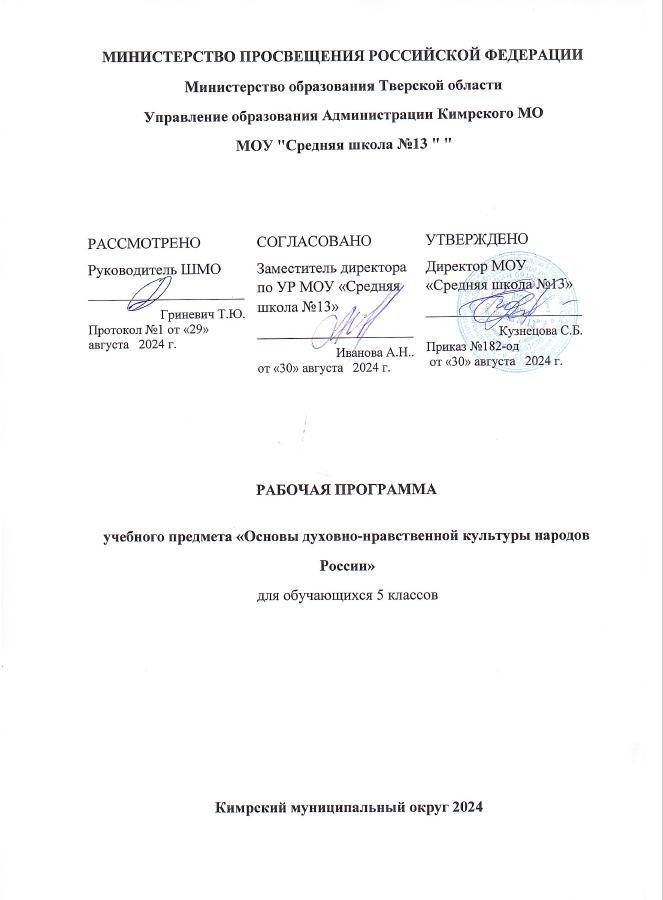 МИНИСТЕРСТВО ПРОСВЕЩЕНИЯ РОССИЙСКОЙ ФЕДЕРАЦИИ
Министерство образования Тверской области
Управление образования Администрации Кимрского МО
МОУ "Средняя школа №13 " "
РАССМОТРЕНО
Руководитель ШМО
Гриневич Т.Ю.
Протокол №1 от «29»
августа 2024 г.
СОГЛАСОВАНО
Заместитель директора
по УР МОУ «Средняя
школа №13»
Иванова А.Н..
от «30» августа 2024 г.
УТВЕРЖДЕНО
Директор МОУ
«Средняя школа №13»
Кузнецова С.Б.
Приказ №182-од
от «30» августа 2024 г.
РАБОЧАЯ ПРОГРАММА
учебного предмета «Основы духовно-нравственной культуры народов
России»
для обучающихся 5 классов
Кимрский муниципальный округ 2024